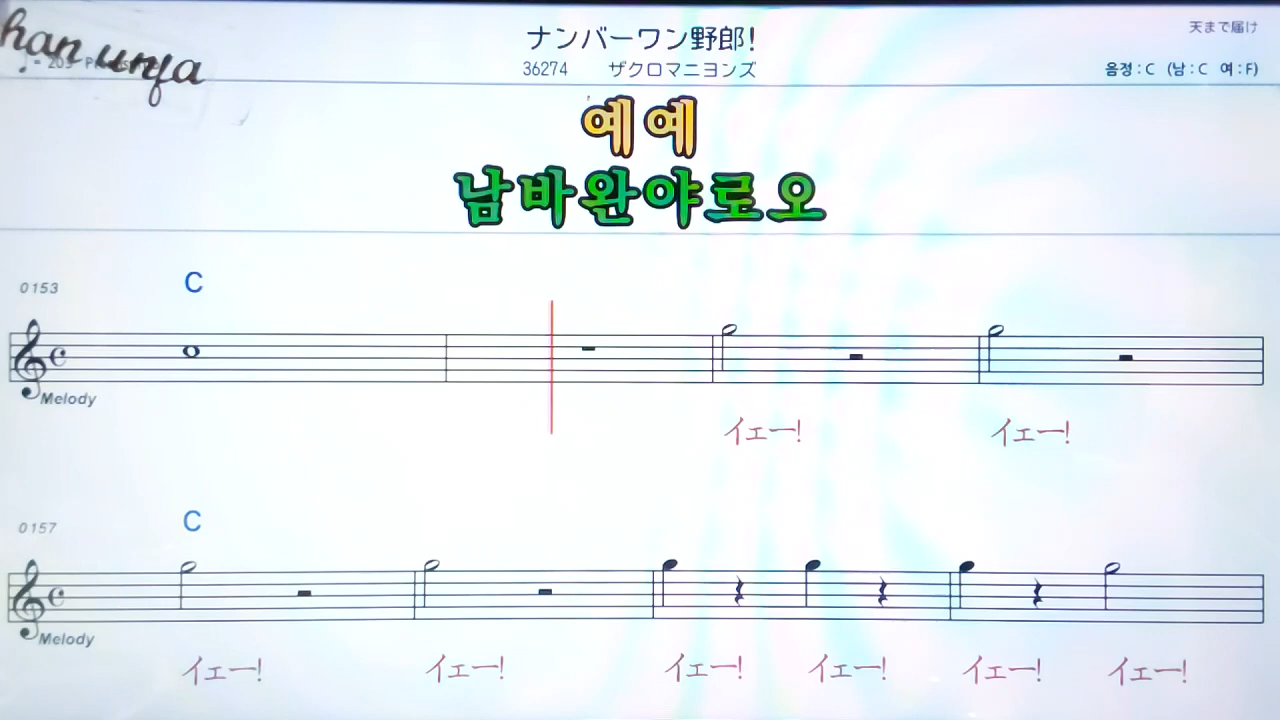 han unja
ナンバーワン野郎!
天まで届け
36274 ザクロマニヨンズ
음정 : C (남 : C 여 : F)
예 예
남바완야로오
0153 C
Melody
イェー! イェー!
0157 C
Melody
イェー! イェー! イェー! イェー! イェー! イェー!